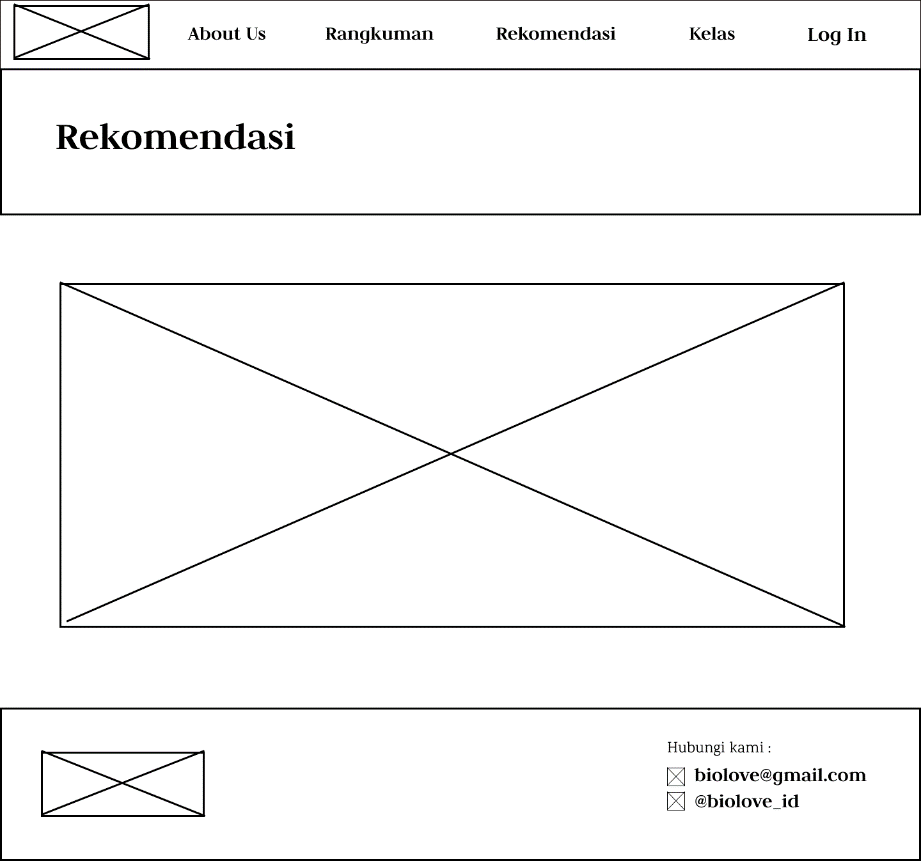 About Us Rangkuman Rekomendasi Kelas Log In
Rekomendasi
Hubungi kami :
biolove@gmail.com
@biolove_id